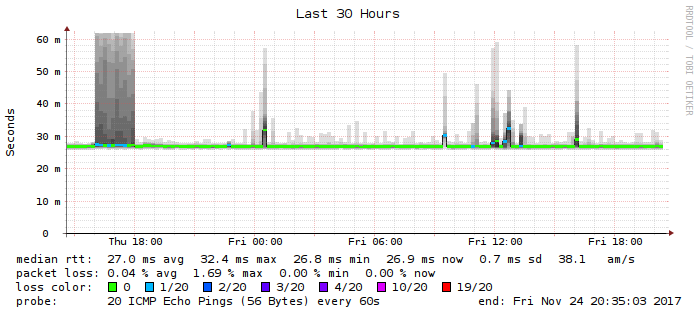 Last 30 Hours
RRDTOOL / TOBI OETIKER
Seconds
60 m
50 m
40 m
30 m
20 m
10 m
0
Thu 18:00 Fri 00:00 Fri 06:00 Fri 12:00 Fri 18:00
median rtt: 27.0 ms avg 32.4 ms max 26.8 ms min 26.9 ms now 0.7 ms sd 38.1 am/s
packet loss: 0.04 % avg 1.69 % max 0.00 % min 0.00 % now
loss color: 0 1/20 2/20 3/20 4/20 10/20 19/20
probe: 20 ICMP Echo Pings (56 Bytes) every 60s end: Fri Nov 24 20:35:03 2017